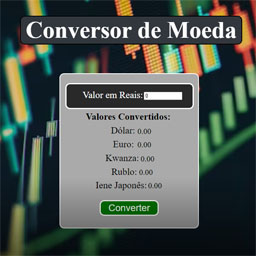 Conversor de Moeda
Valor em Reais: 0
Valores Convertidos:
Dólar: 0.00
Euro: 0.00
Kwanza: 0.00
Rublo: 0.00
Iene Japonês: 0.00
Converter